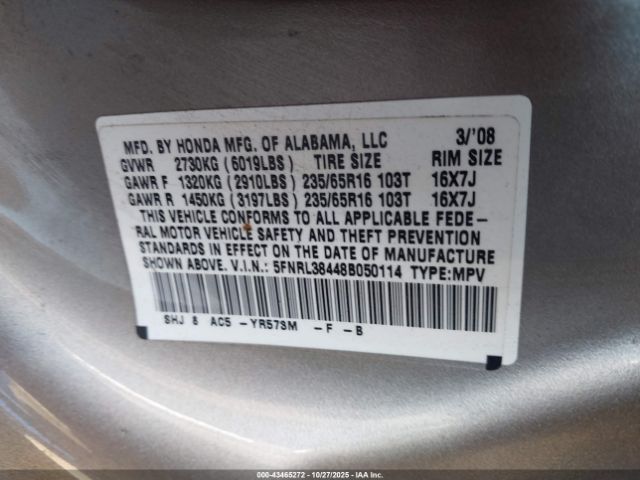 MFD. BY HONDA MFG. OF ALABAMA, LLC 3/'08
GVWR 2730KG (6019LBS) TIRE SIZE RIM SIZE
GAWR F 1320KG (2910LBS) 235/65R16 103T 16X7J
GAWR R 1450KG (3197LBS) 235/65R16 103T 16X7J
THIS VEHICLE CONFORMS TO ALL APPLICABLE FEDE-
RAL MOTOR VEHICLE SAFETY AND THEFT PREVENTION
STANDARDS IN EFFECT ON THE DATE OF MANUFACTURE
SHOWN ABOVE. V.I.N.: 5FNRL38448B050114 TYPE:MPV
SHJ 8 AC5 -YR573M -F -B
000-43465272 - 10/27/2025 - IAAI.COM